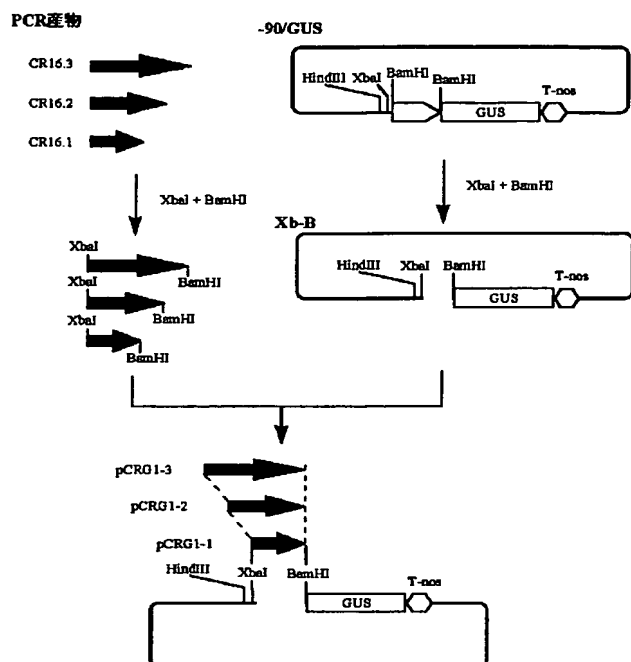 PCR産物
CR16.3
CR16.2
CR16.1
XbaI + BamHI
XbaI
BamHI
XbaI
BamHI
XbaI
BamHI
-90/GUS
HindIII
XbaI
BamHI
BamHI
GUS
T-nos
XbaI + BamHI
Xb-B
HindIII
XbaI
BamHI
GUS
T-nos
pCRG1-3
pCRG1-2
pCRG1-1
HindIII
XbaI
BamHI
GUS
T-nos